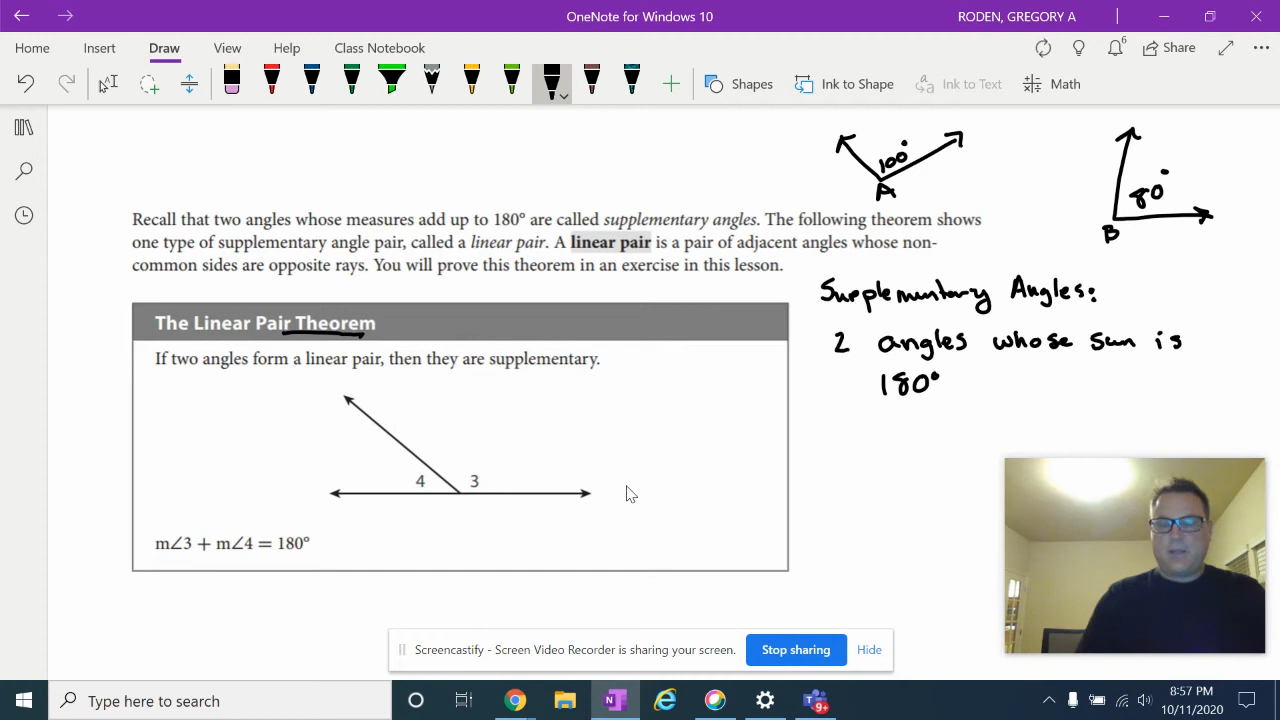 OneNote for Windows 10
RODEN, GREGORY A
Home Insert Draw View Help Class Notebook
6
Share
Shapes
Ink to Shape
Ink to Text
Math
100°
A
80°
B
Recall that two angles whose measures add up to 180° are called supplementary angles. The following theorem shows
one type of supplementary angle pair, called a linear pair. A linear pair is a pair of adjacent angles whose non-
common sides are opposite rays. You will prove this theorem in an exercise in this lesson.
The Linear Pair Theorem
If two angles form a linear pair, then they are supplementary.
4 3
m∠3 + m∠4 = 180°
Supplementary Angles:
2 angles whose sum is
180°
Screencastify - Screen Video Recorder is sharing your screen.
Stop sharing
Hide
Type here to search
9+
8:57 PM
10/11/2020